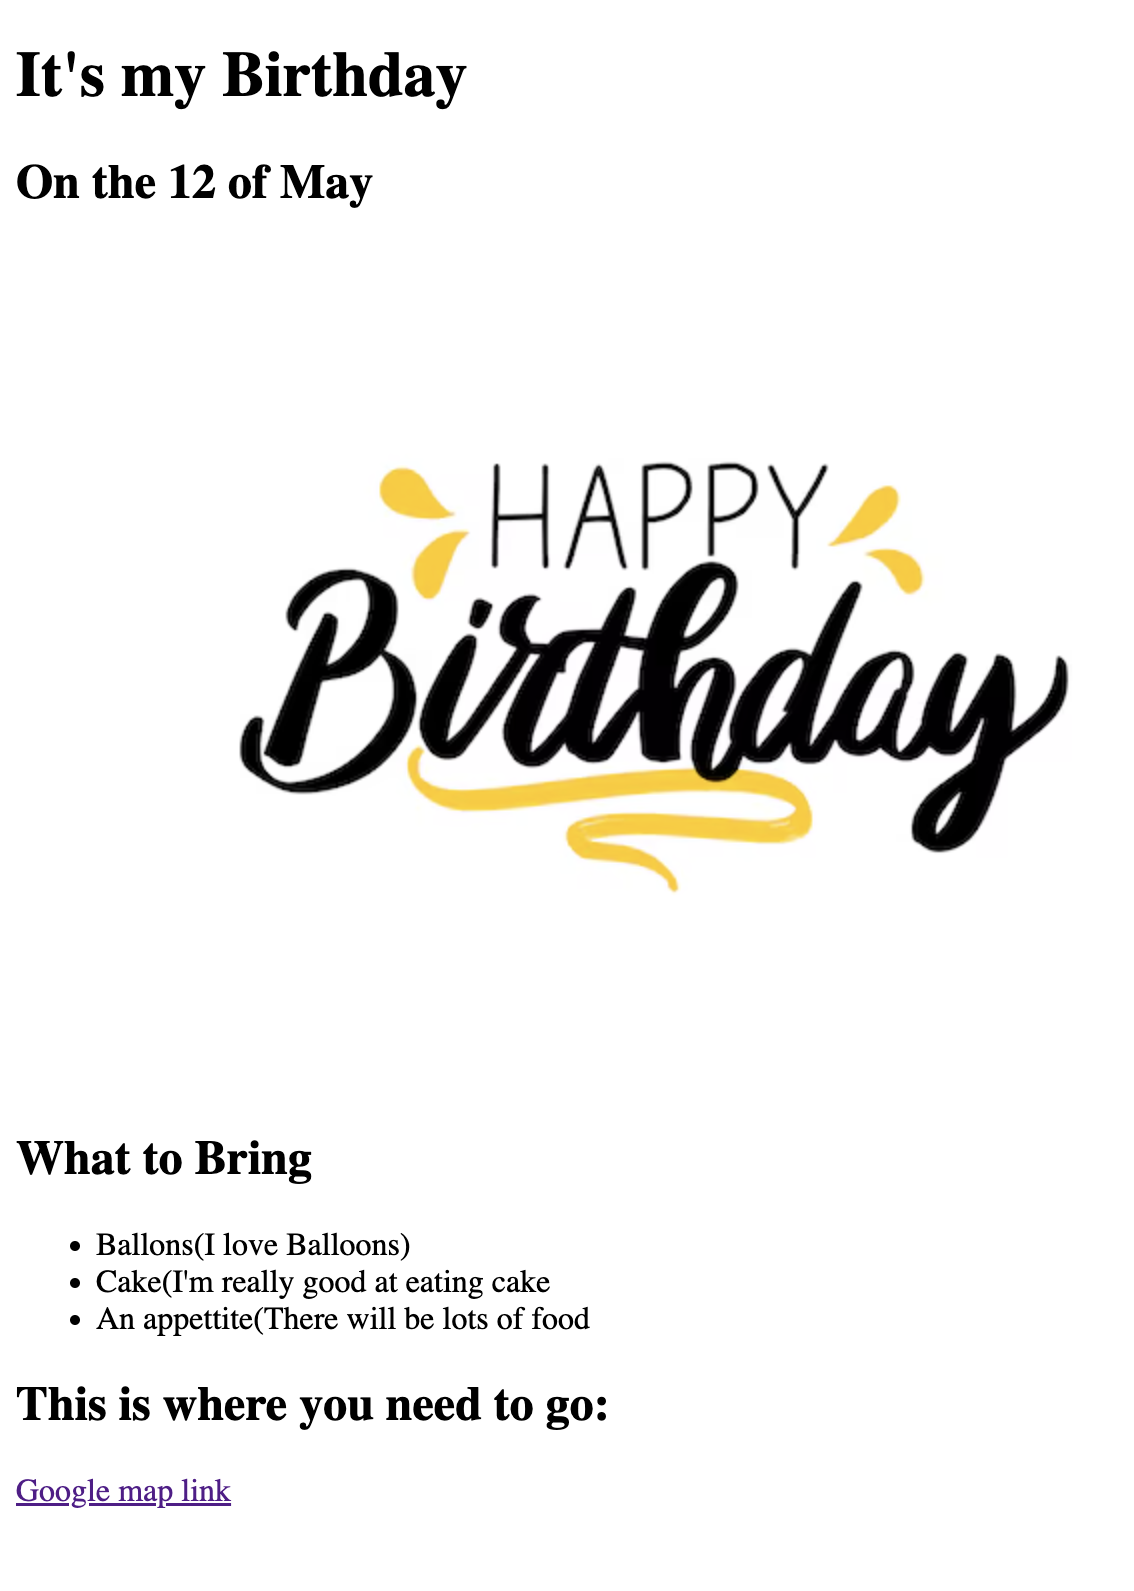 It's my Birthday
On the 12 of May
HAPPY
Birthday
What to Bring
Ballons(I love Balloons)
Cake(I'm really good at eating cake
An appettite(There will be lots of food
This is where you need to go:
Google map link